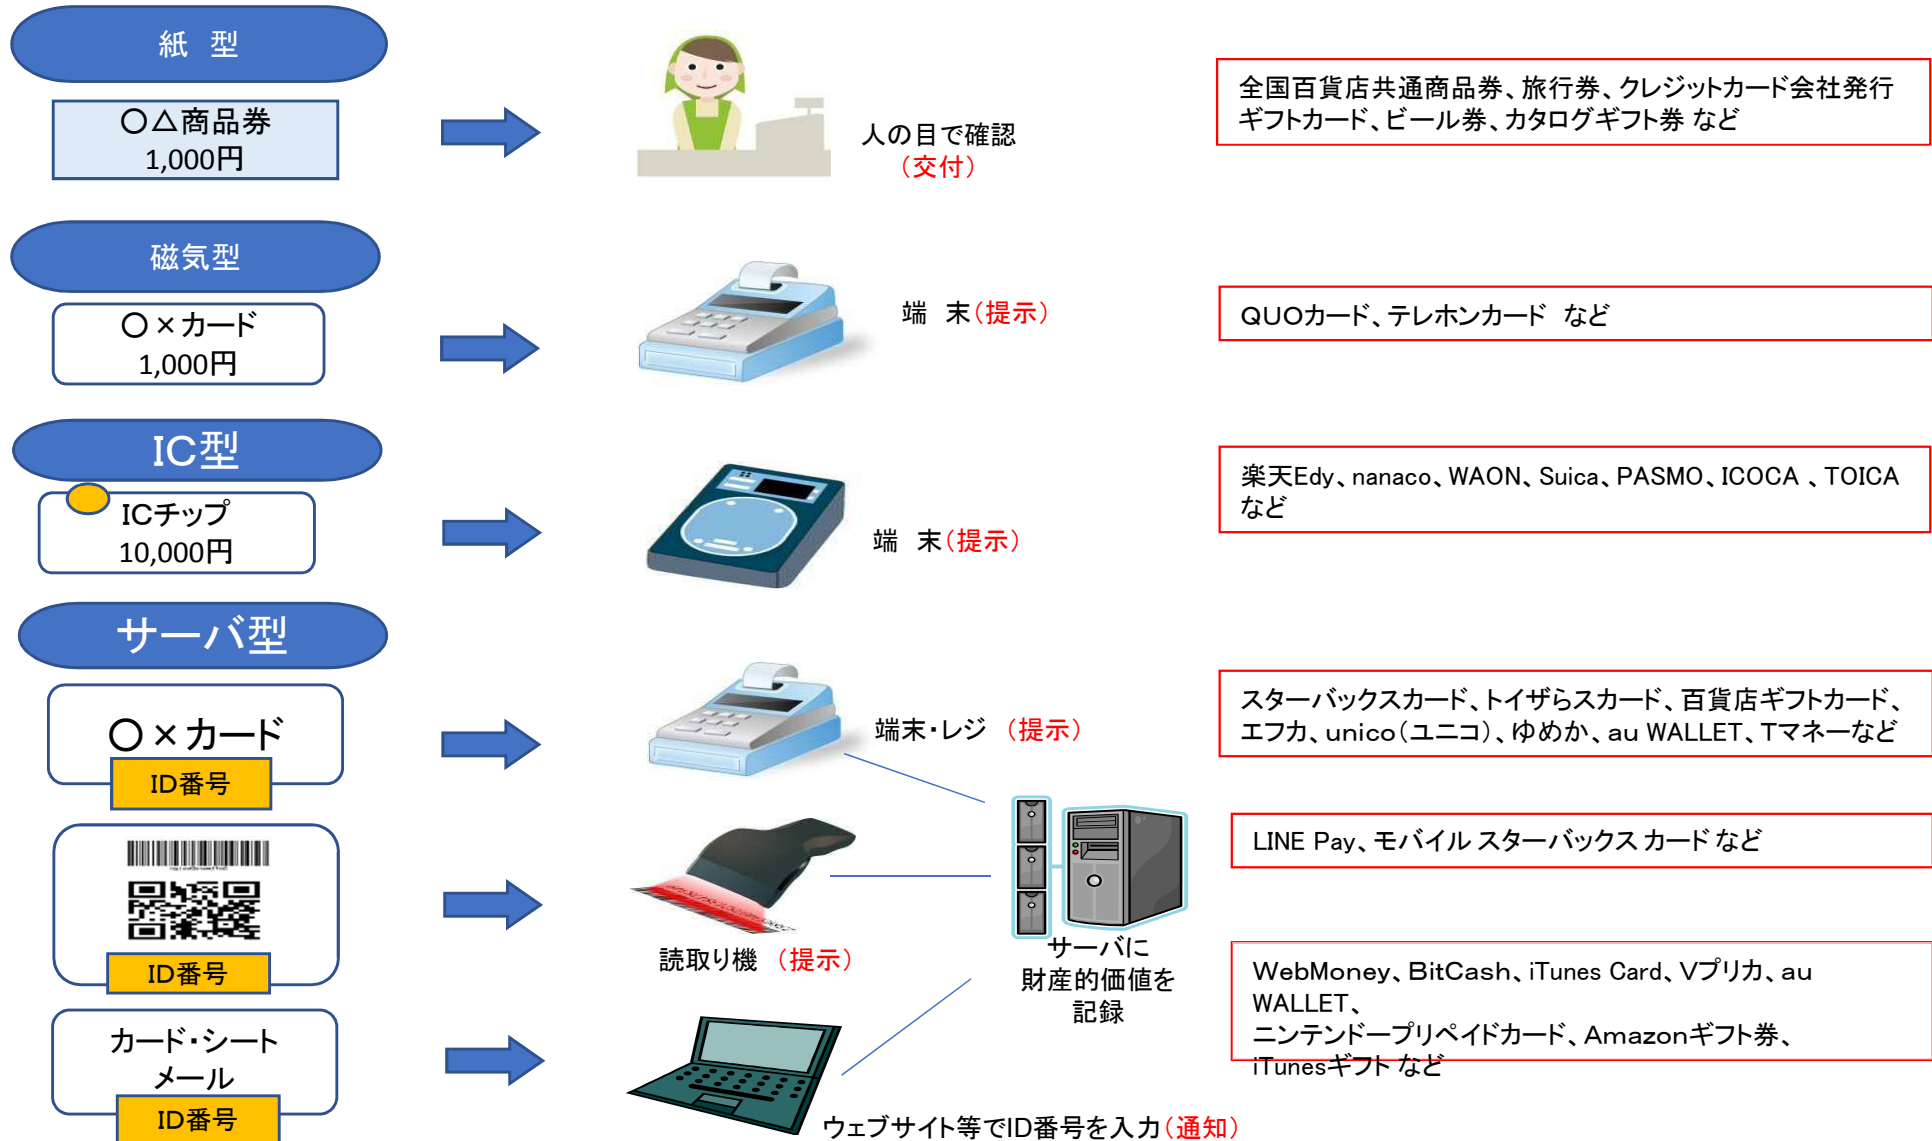 紙 型
〇△商品券
1,000円
人の目で確認
（交付）
全国百貨店共通商品券、旅行券、クレジットカード会社発行
ギフトカード、ビール券、カタログギフト券 など
磁気型
〇×カード
1,000円
端 末（提示）
QUOカード、テレホンカード など
IC型
ICチップ
10,000円
端 末（提示）
楽天Edy、nanaco、WAON、Suica、PASMO、ICOCA 、TOICA
など
サーバ型
〇×カード
ID番号
端末・レジ （提示）
スターバックスカード、トイザらスカード、百貨店ギフトカード、
エフカ、unico（ユニコ）、ゆめか、au WALLET、Tマネーなど
ID番号
読取り機 （提示）
サーバに
財産的価値を
記録
LINE Pay、モバイル スターバックス カード など
カード・シート
メール
ID番号
ウェブサイト等でID番号を入力（通知）
WebMoney、BitCash、iTunes Card、Vプリカ、au
WALLET、
ニンテンドープリペイドカード、Amazonギフト券、
iTunesギフト など